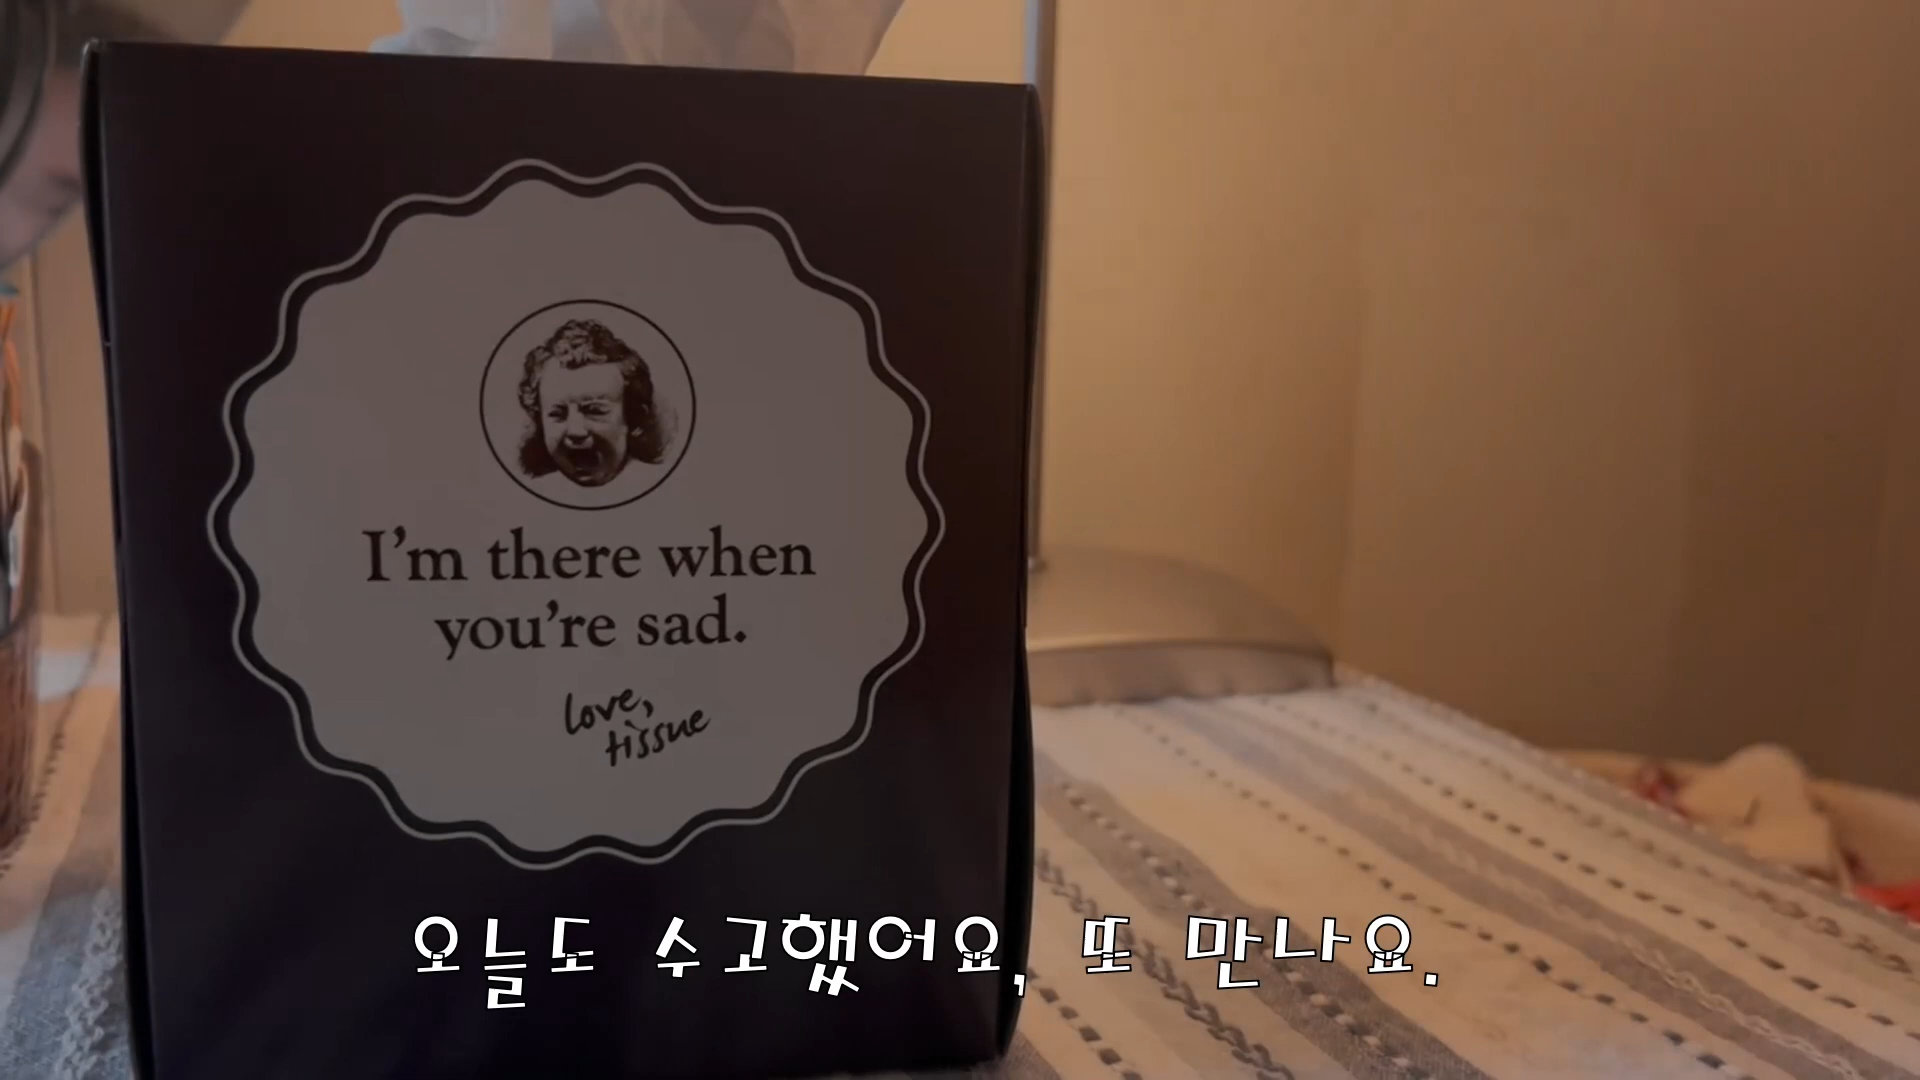 I’m there when
you’re sad.
love,
tissue
오늘도 수고했어요, 또 만나요.